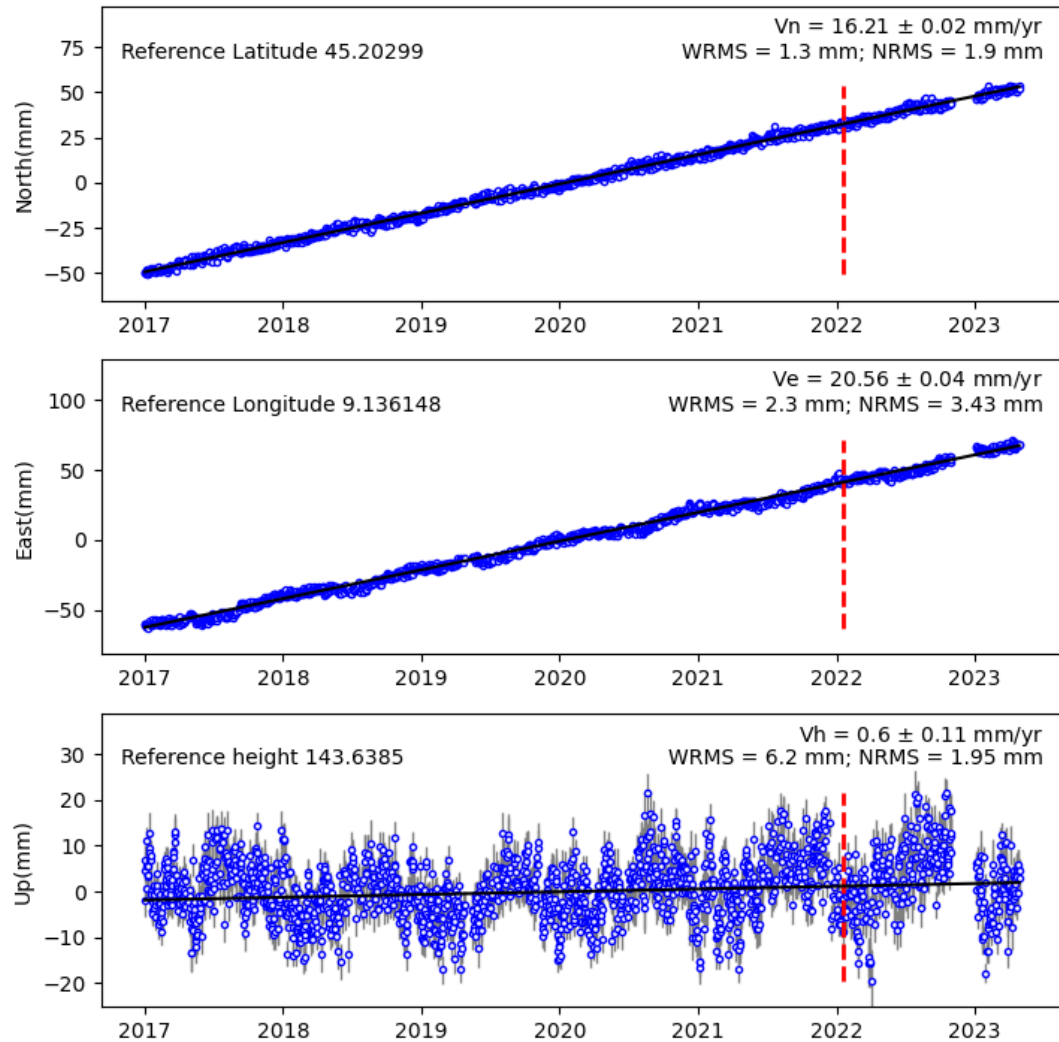 Vn = 16.21 ± 0.02 mm/yr
Reference Latitude 45.20299
WRMS = 1.3 mm; NRMS = 1.9 mm
North(mm)
75
50
25
0
−25
−50
2017 2018 2019 2020 2021 2022 2023
Ve = 20.56 ± 0.04 mm/yr
Reference Longitude 9.136148
WRMS = 2.3 mm; NRMS = 3.43 mm
East(mm)
100
50
0
−50
2017 2018 2019 2020 2021 2022 2023
Vh = 0.6 ± 0.11 mm/yr
Reference height 143.6385
WRMS = 6.2 mm; NRMS = 1.95 mm
Up(mm)
30
20
10
0
−10
−20
2017 2018 2019 2020 2021 2022 2023